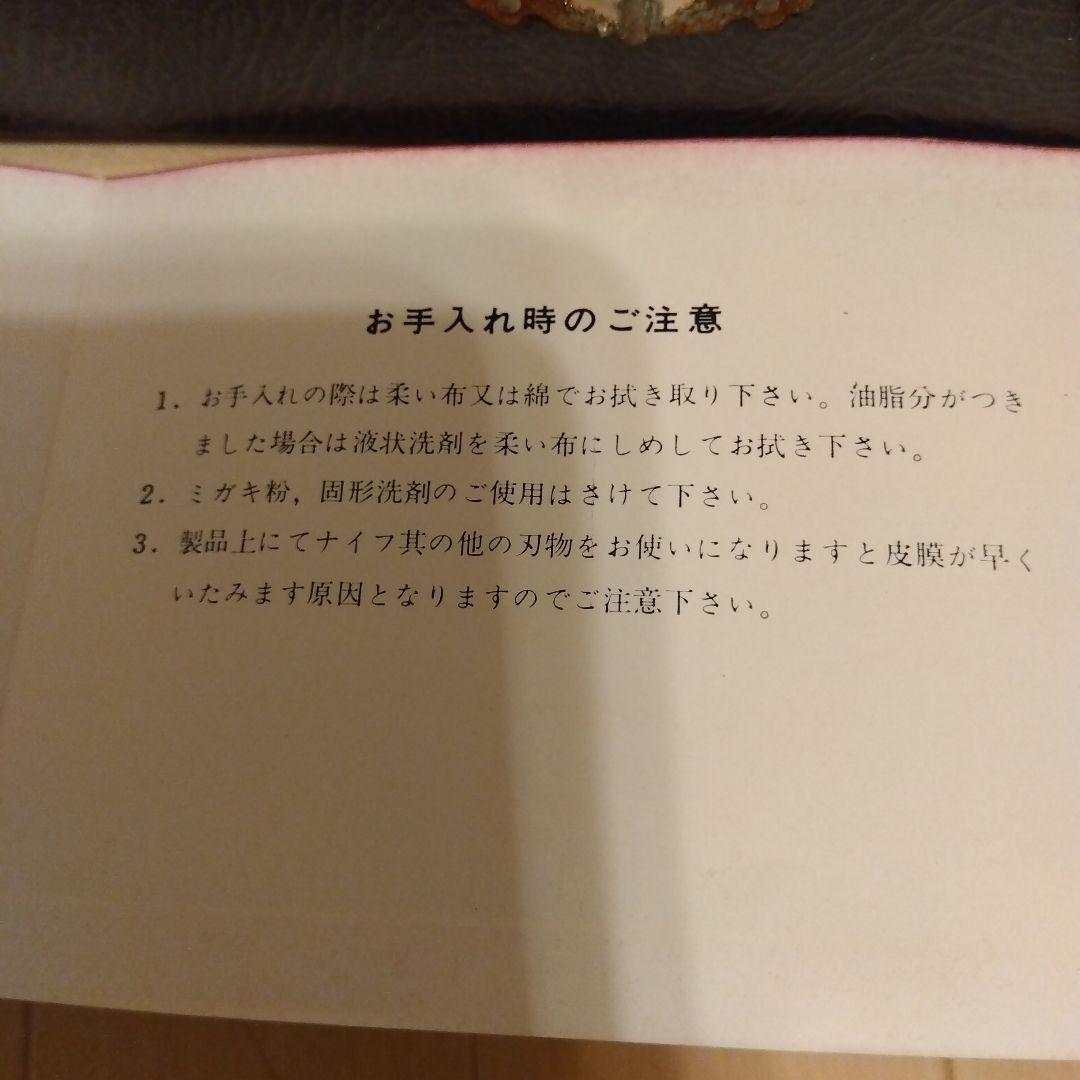 お手入れ時のご注意
1. お手入れの際は柔い布又は綿でお拭き取り下さい。油脂分がつき
ました場合は液状洗剤を柔い布にしめしてお拭き下さい。
2. ミガキ粉，固形洗剤のご使用はさけて下さい。
3. 製品上にてナイフ其の他の刃物をお使いになりますと皮膜が早く
いたみます原因となりますのでご注意下さい。